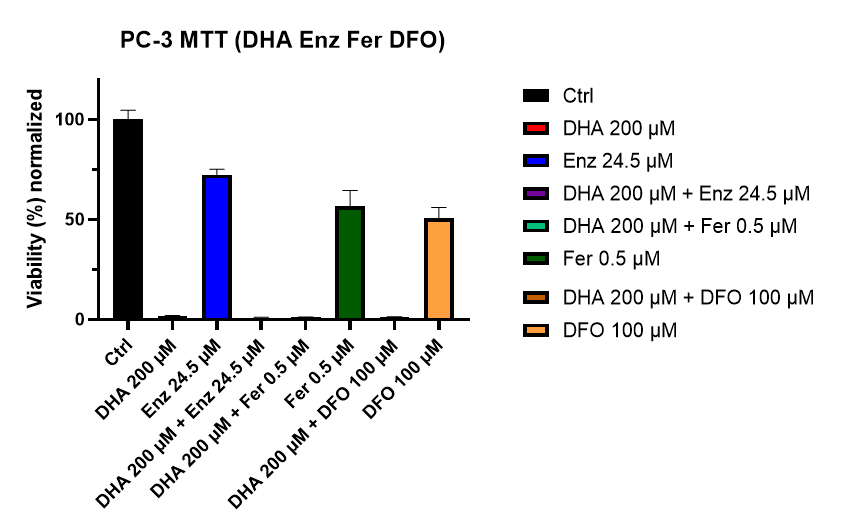 PC-3 MTT (DHA Enz Fer DFO)
Viability (%) normalized
100
50
0
Ctrl
DHA 200 µM
Enz 24.5 µM
DHA 200 µM + Enz 24.5 µM
DHA 200 µM + Fer 0.5 µM
Fer 0.5 µM
DHA 200 µM + DFO 100 µM
DFO 100 µM
Ctrl
DHA 200 µM
Enz 24.5 µM
DHA 200 µM + Enz 24.5 µM
DHA 200 µM + Fer 0.5 µM
Fer 0.5 µM
DHA 200 µM + DFO 100 µM
DFO 100 µM